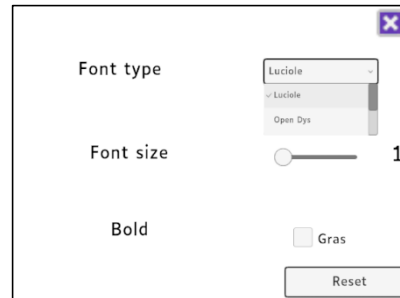 Font type
Luciole
Luciole
Open Dys
Font size
1
Bold
Gras
Reset